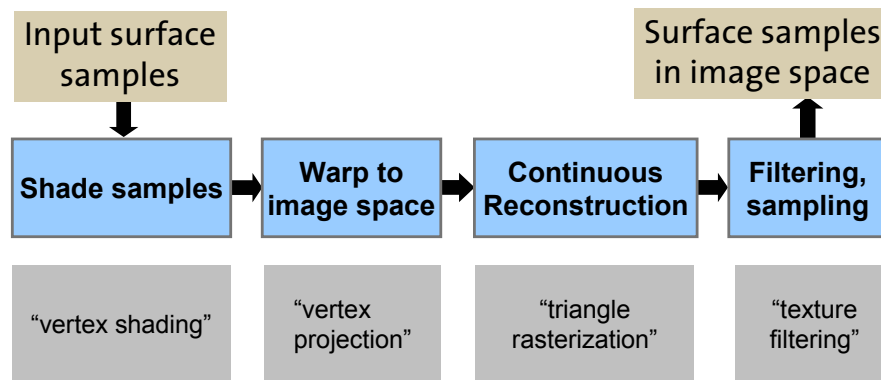 Input surface
samples
Surface samples
in image space
Shade samples
Warp to
image space
Continuous
Reconstruction
Filtering,
sampling
“vertex shading”
“vertex
projection”
“triangle
rasterization”
“texture
filtering”